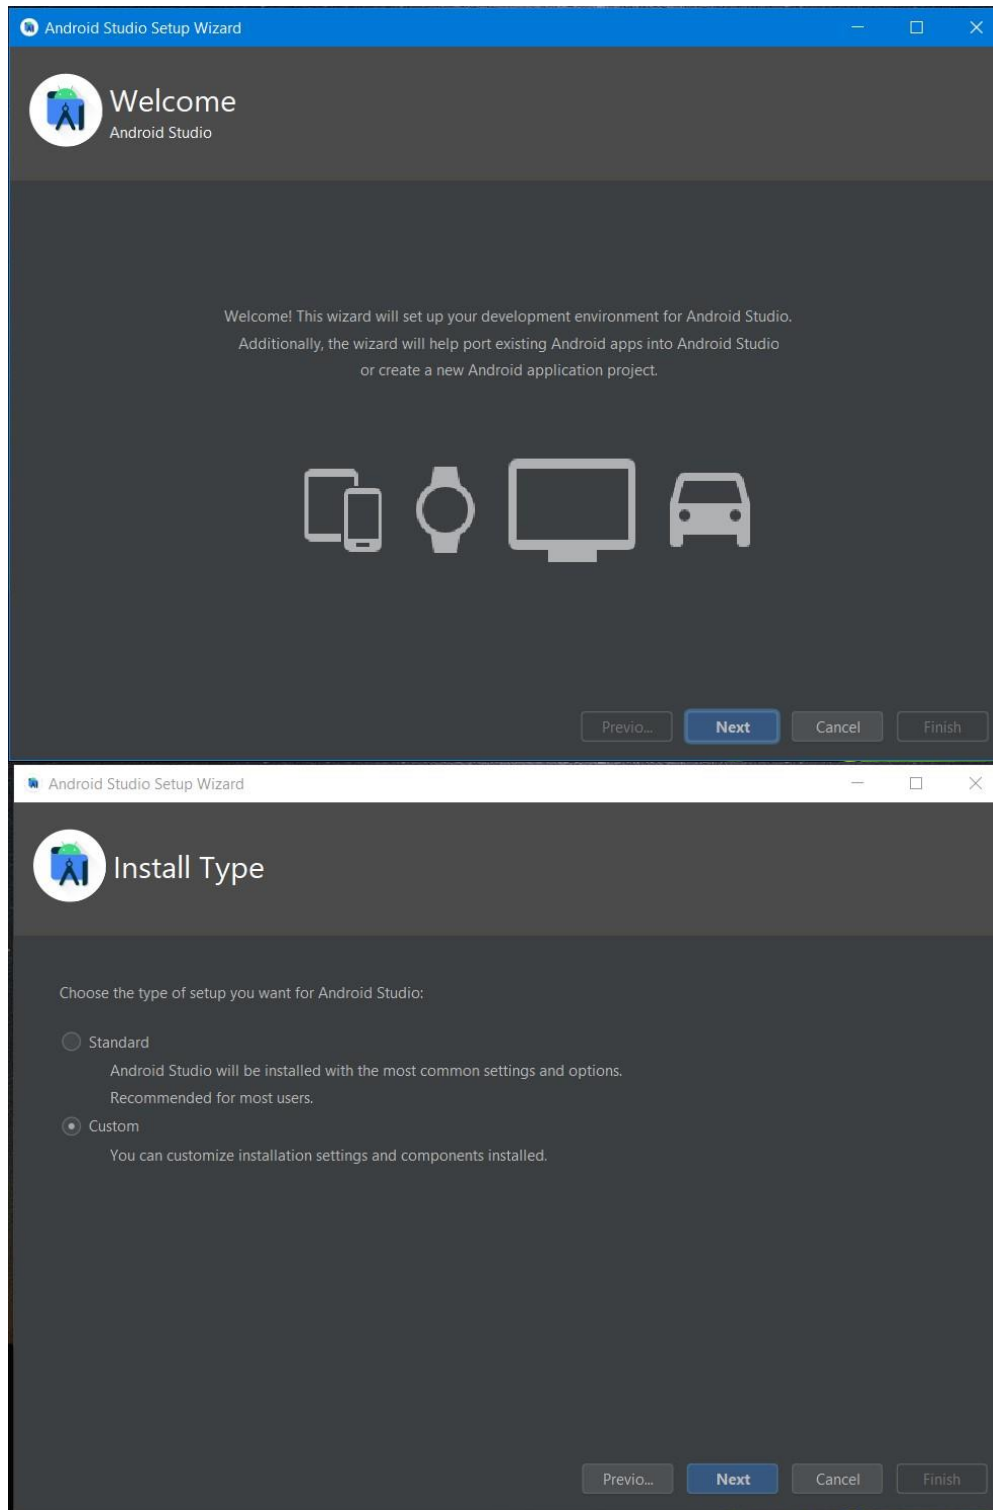 Android Studio Setup Wizard
Welcome
Android Studio
Welcome! This wizard will set up your development environment for Android Studio.
Additionally, the wizard will help port existing Android apps into Android Studio
or create a new Android application project.
Previo... Next Cancel Finish
Android Studio Setup Wizard
Install Type
Choose the type of setup you want for Android Studio:
Standard
Android Studio will be installed with the most common settings and options.
Recommended for most users.
Custom
You can customize installation settings and components installed.
Previo... Next Cancel Finish